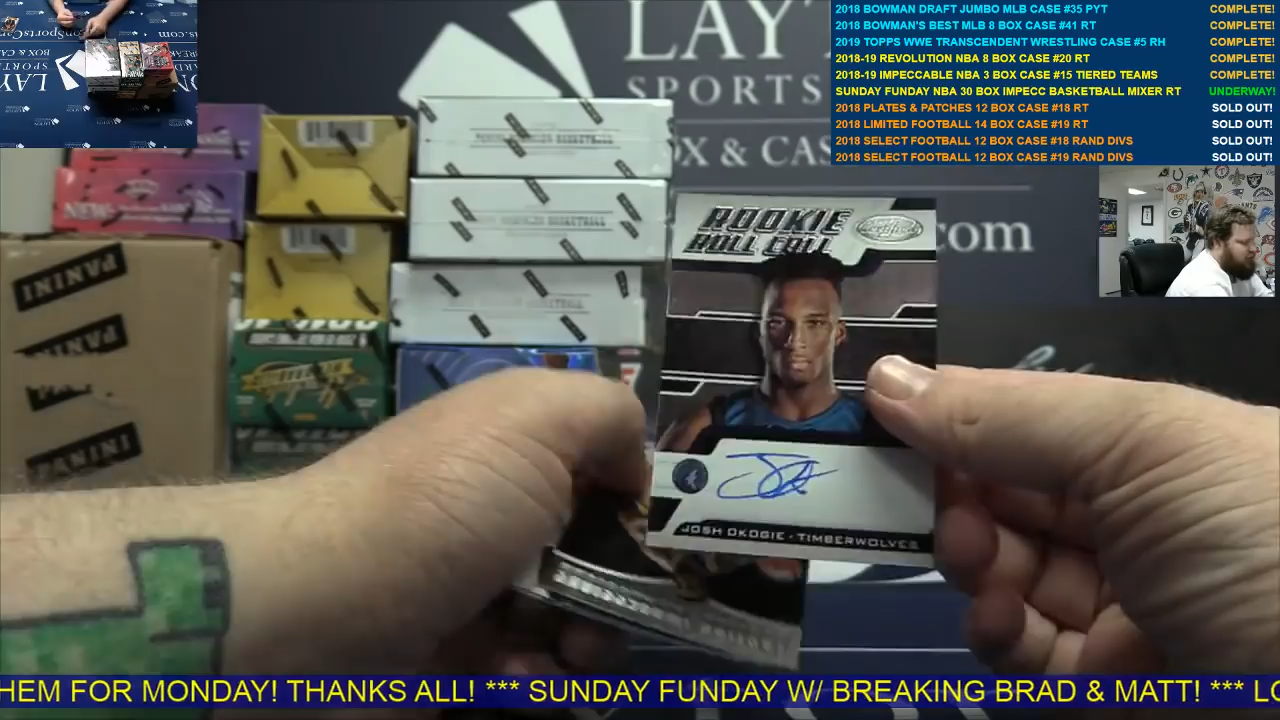 2018 BOWMAN DRAFT JUMBO MLB CASE #35 PYT COMPLETE!
2018 BOWMAN'S BEST MLB 8 BOX CASE #41 RT COMPLETE!
2019 TOPPS WWE TRANSCENDENT WRESTLING CASE #5 RH COMPLETE!
2018-19 REVOLUTION NBA 8 BOX CASE #20 RT COMPLETE!
2018-19 IMPECCABLE NBA 3 BOX CASE #15 TIERED TEAMS COMPLETE!
SUNDAY FUNDAY NBA 30 BOX IMPECC BASKETBALL MIXER RT UNDERWAY!
2018 PLATES & PATCHES 12 BOX CASE #18 RT SOLD OUT!
2018 LIMITED FOOTBALL 14 BOX CASE #19 RT SOLD OUT!
2018 SELECT FOOTBALL 12 BOX CASE #18 RAND DIVS SOLD OUT!
2018 SELECT FOOTBALL 12 BOX CASE #19 RAND DIVS SOLD OUT!
LAYT
SPORTS
OX & CAS
.com
LAY
BOX & CA
PANINI
PANINI
ROOKIE
ROLL CALL
certified
JOSH OKOGIE · TIMBERWOLVES
HEM FOR MONDAY! THANKS ALL! *** SUNDAY FUNDAY W/ BREAKING BRAD & MATT! *** LO